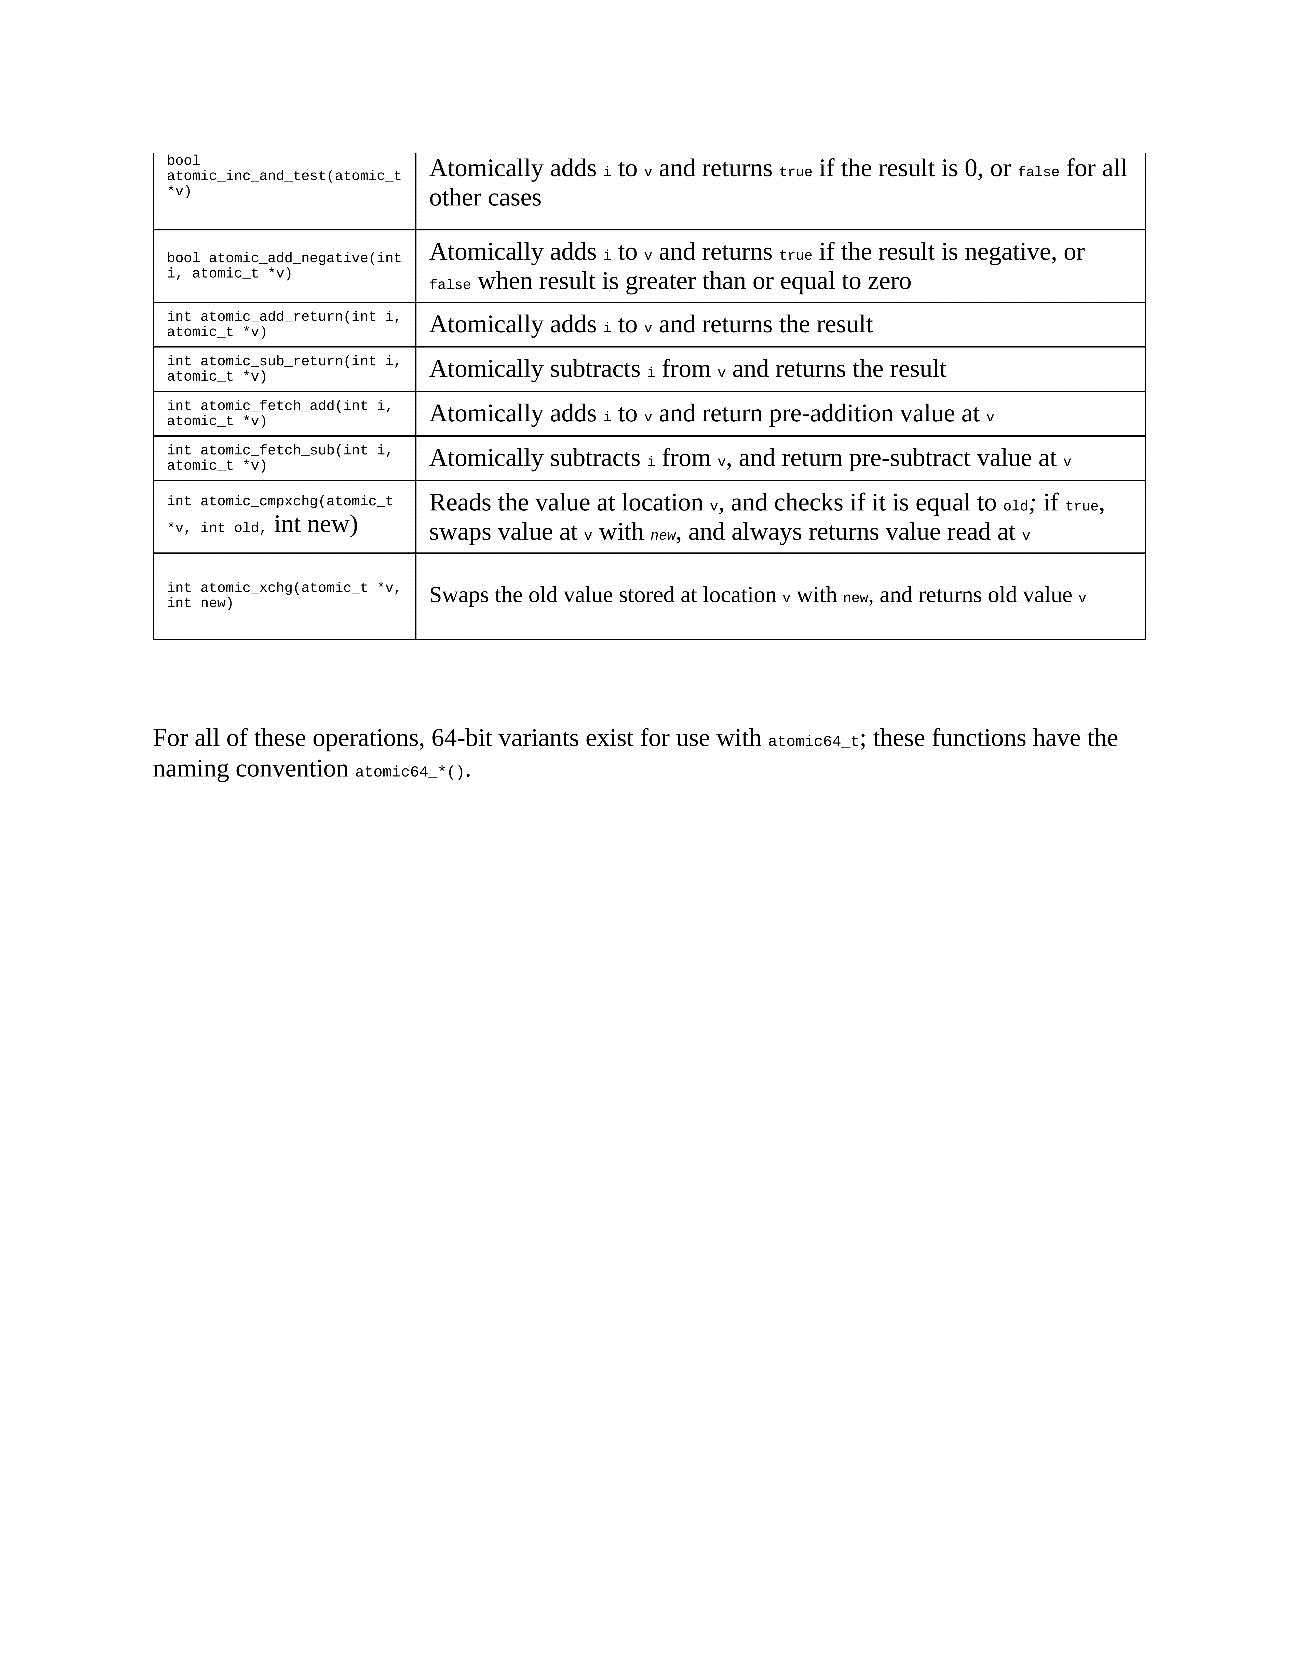 bool
atomic_inc_and_test(atomic_t
*v)
Atomically adds i to v and returns true if the result is 0, or false for all
other cases
bool atomic_add_negative(int
i, atomic_t *v)
Atomically adds i to v and returns true if the result is negative, or
false when result is greater than or equal to zero
int atomic_add_return(int i,
atomic_t *v)
Atomically adds i to v and returns the result
int atomic_sub_return(int i,
atomic_t *v)
Atomically subtracts i from v and returns the result
int atomic_fetch_add(int i,
atomic_t *v)
Atomically adds i to v and return pre-addition value at v
int atomic_fetch_sub(int i,
atomic_t *v)
Atomically subtracts i from v, and return pre-subtract value at v
int atomic_cmpxchg(atomic_t
*v, int old, int new)
Reads the value at location v, and checks if it is equal to old; if true,
swaps value at v with new, and always returns value read at v
int atomic_xchg(atomic_t *v,
int new)
Swaps the old value stored at location v with new, and returns old value v
For all of these operations, 64-bit variants exist for use with atomic64_t; these functions have the
naming convention atomic64_*().